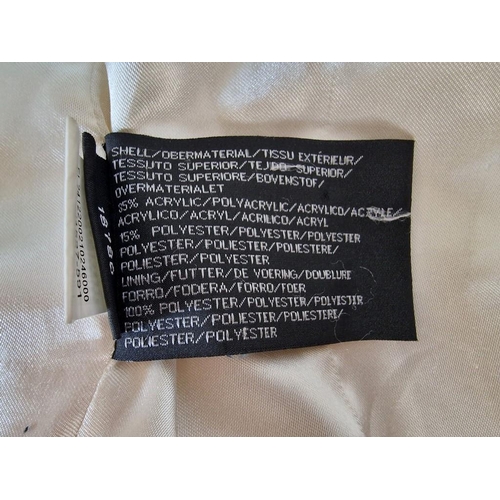 SHELL/OBERMATERIAL/TISSU EXTÉRIEUR/
TESSUTO SUPERIOR/TEJDO SUPERIOR/
TESSUTO SUPERIORE/BOVENSTOF/
OVERMATERIALET
85% ACRYLIC/POLYACRYLIC/ACRYLICO/ACRYLE/
ACRYLICO/ACRYL/ACRILICO/ACRYL
15% POLYESTER/POLYESTER/POLYESTER
POLYESTER/POLIESTER/POLIESTERE/
POLIESTER/POLYESTER
LINING/FUTTER/DE VOERING/DOUBLURE
FORRO/FODERA/FORRO/FOER
100% POLYESTER/POLYESTER/POLYESTER
POLYESTER/POLIESTER/POLIESTERE/
POLIESTER/POLYESTER